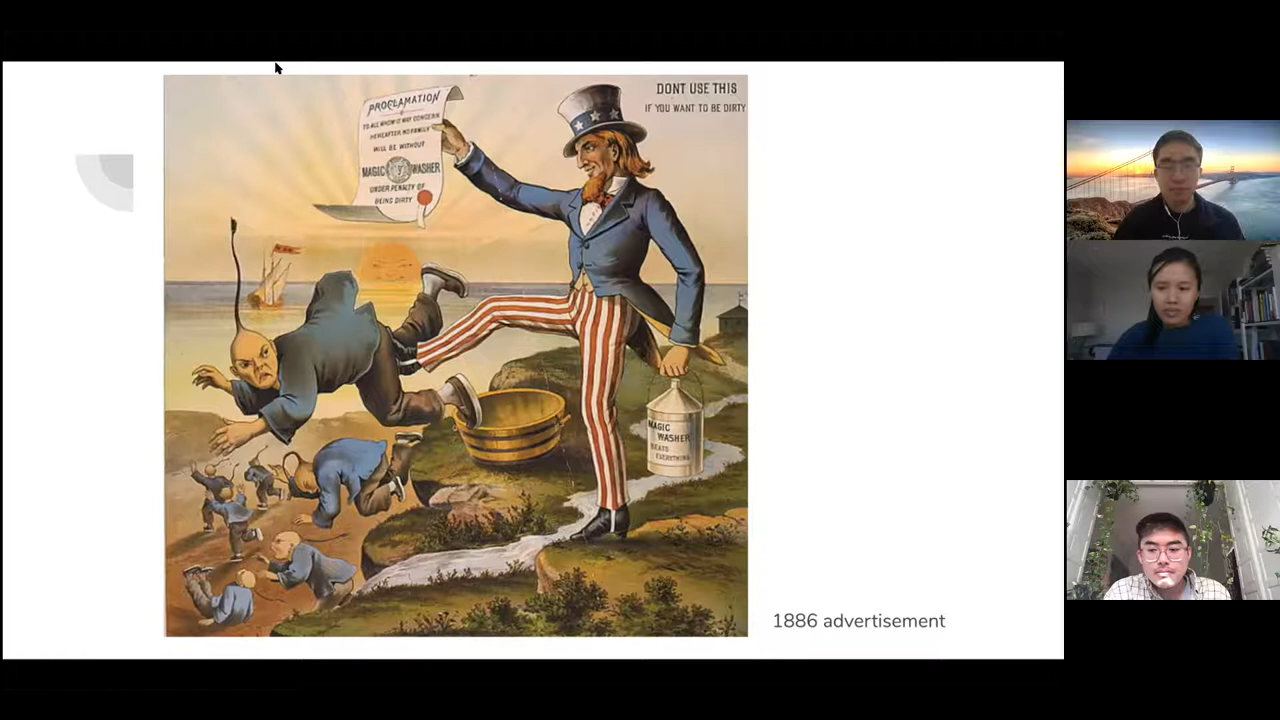 PROCLAMATION
TO ALL WHOM IT MAY CONCERN
HEREAFTER NO FAMILY
WILL BE WITHOUT
MAGIC WASHER
UNDER PENALTY OF
BEING DIRTY
DONT USE THIS
IF YOU WANT TO BE DIRTY
MAGIC
WASHER
BEATS
EVERYTHING
1886 advertisement